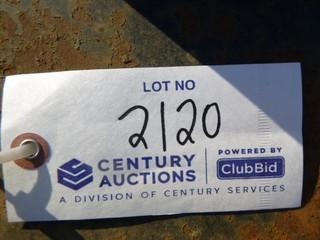 LOT NO
2120
CENTURY AUCTIONS
POWERED BY
ClubBid
A DIVISION OF CENTURY SERVICES